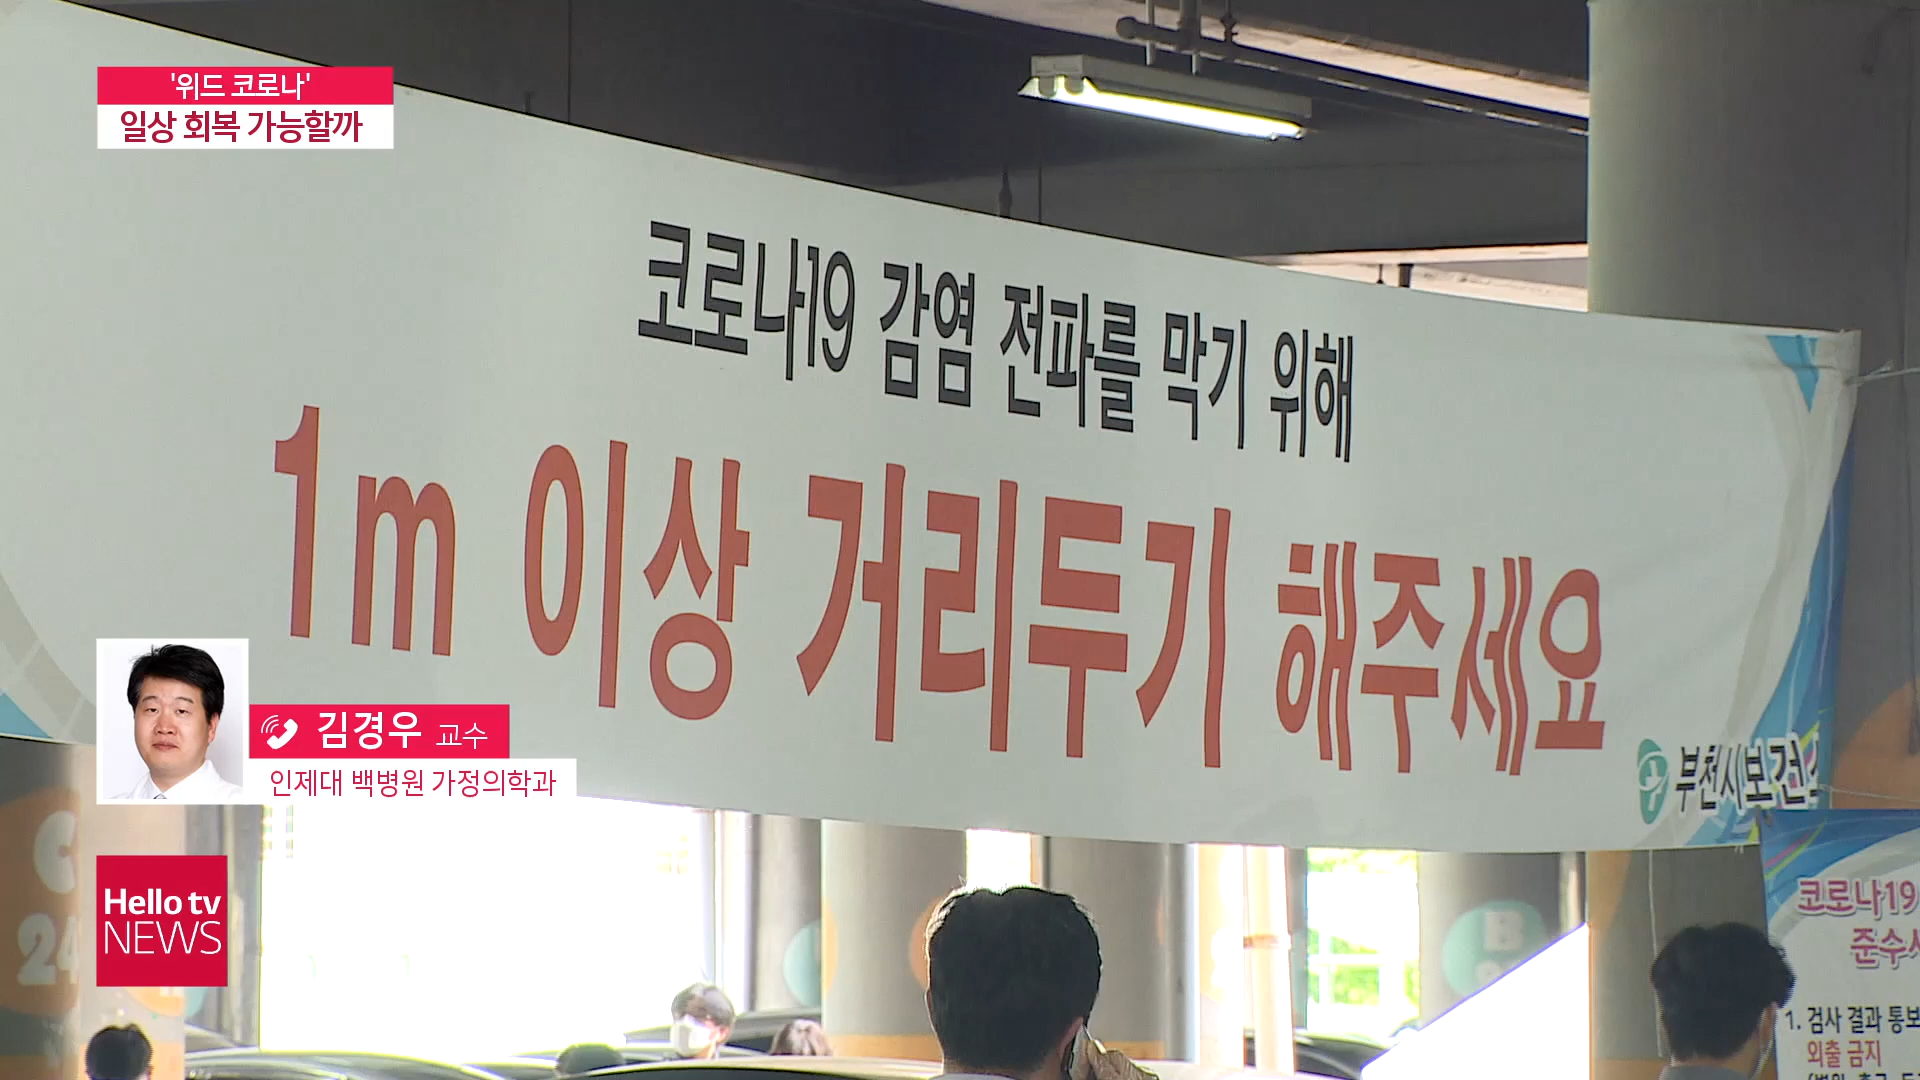 '위드 코로나'
일상 회복 가능할까
코로나19 감염 전파를 막기 위해
1m 이상 거리두기 해주세요
부천시보건
김경우 교수
인제대 백병원 가정의학과
Hello tv
NEWS
24
코로나19
준수
1. 검사 결과 통보
외출 금지